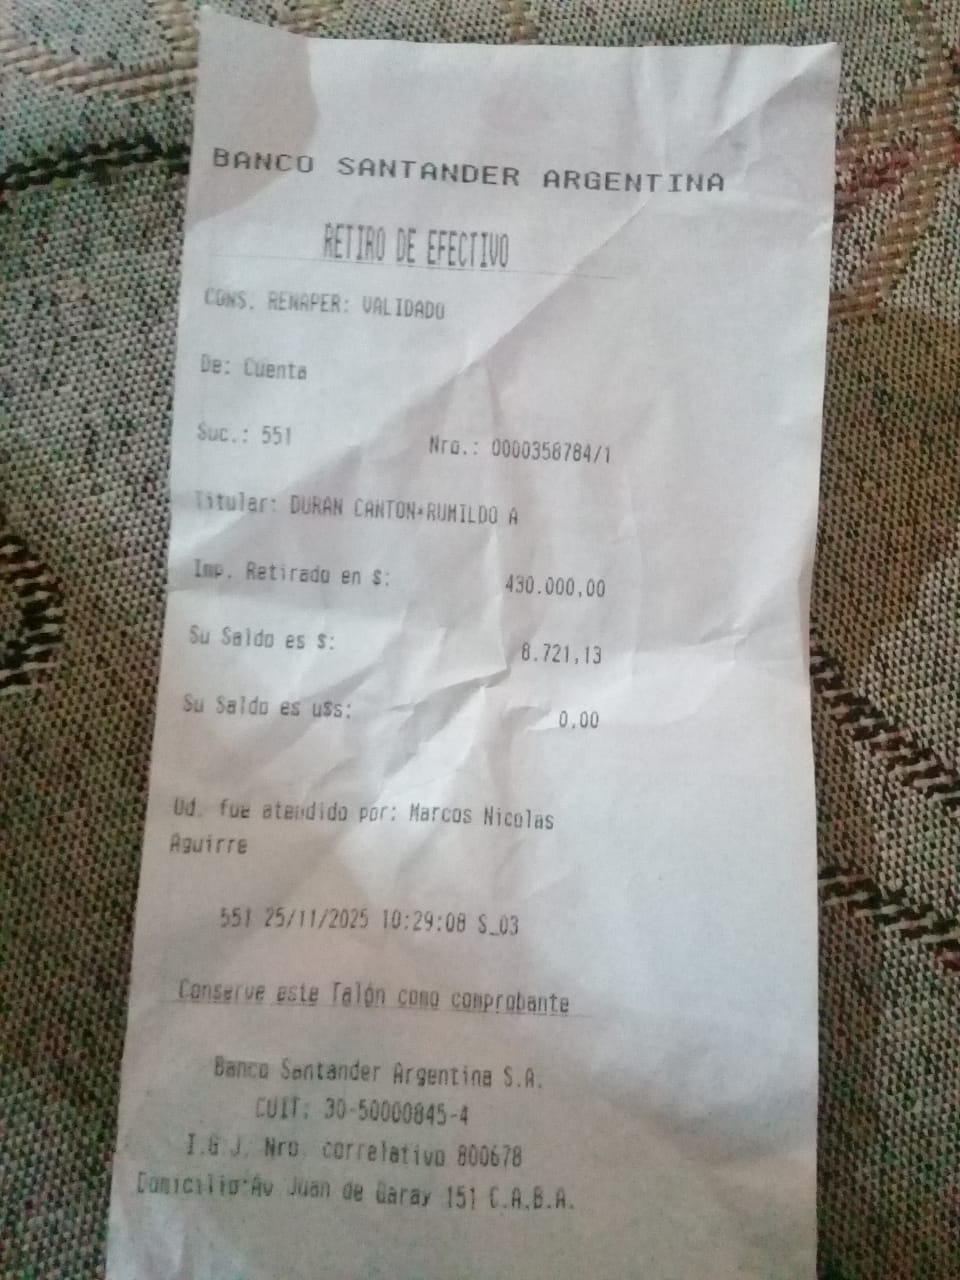 BANCO SANTANDER ARGENTINA
RETIRO DE EFECTIVO
CONS. RENAPER: VALIDADO
De: Cuenta
Suc.: 551 Nro.: 0000358784/1
Titular: DURAN CANTON*RUMILDO A
Imp. Retirado en $: 430.000,00
Su Saldo es $: 8.721,13
Su Saldo es u$s: 0,00
Ud. fue atendido por: Marcos Nicolas
Aguirre
551 25/11/2025 10:29:08 S_03
Conserve este Talón como comprobante
Banco Santander Argentina S.A.
CUIT: 30-50000845-4
I.G.J. Nro. correlativo 800678
Domicilio:Av Juan de Garay 151 C.A.B.A.